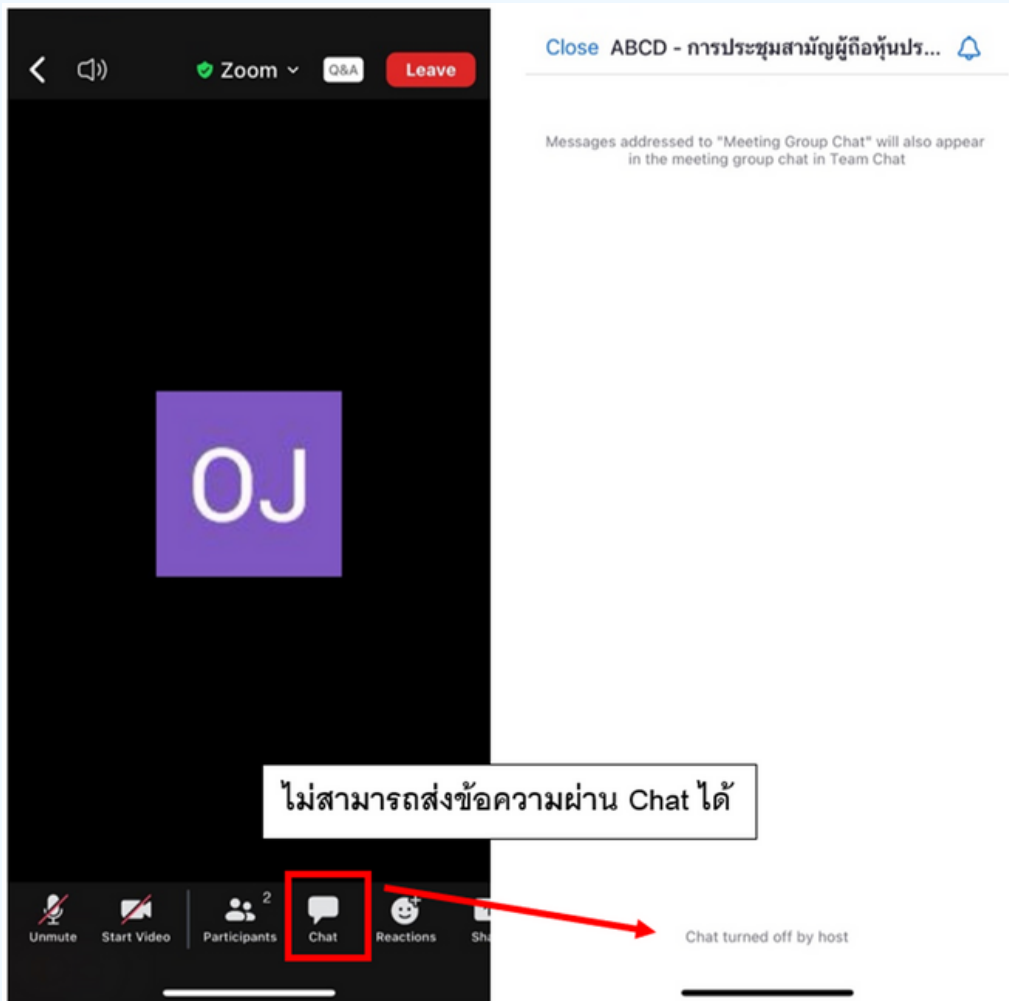 Zoom
Q&A
Leave
OJ
2
Unmute
Start Video
Participants
Chat
Reactions
Close ABCD - การประชุมสามัญผู้ถือหุ้นปร...
Messages addressed to "Meeting Group Chat" will also appear
in the meeting group chat in Team Chat
ไม่สามารถส่งข้อความผ่าน Chat ได้
Chat turned off by host